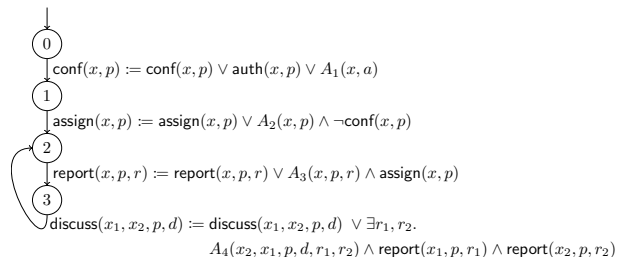 0
conf(x, p) := conf(x, p) ∨ auth(x, p) ∨ A₁(x, a)
1
assign(x, p) := assign(x, p) ∨ A₂(x, p) ∧ ¬conf(x, p)
2
report(x, p, r) := report(x, p, r) ∨ A₃(x, p, r) ∧ assign(x, p)
3
discuss(x₁, x₂, p, d) := discuss(x₁, x₂, p, d) ∨ ∃r₁, r₂.
A₄(x₂, x₁, p, d, r₁, r₂) ∧ report(x₁, p, r₁) ∧ report(x₂, p, r₂)